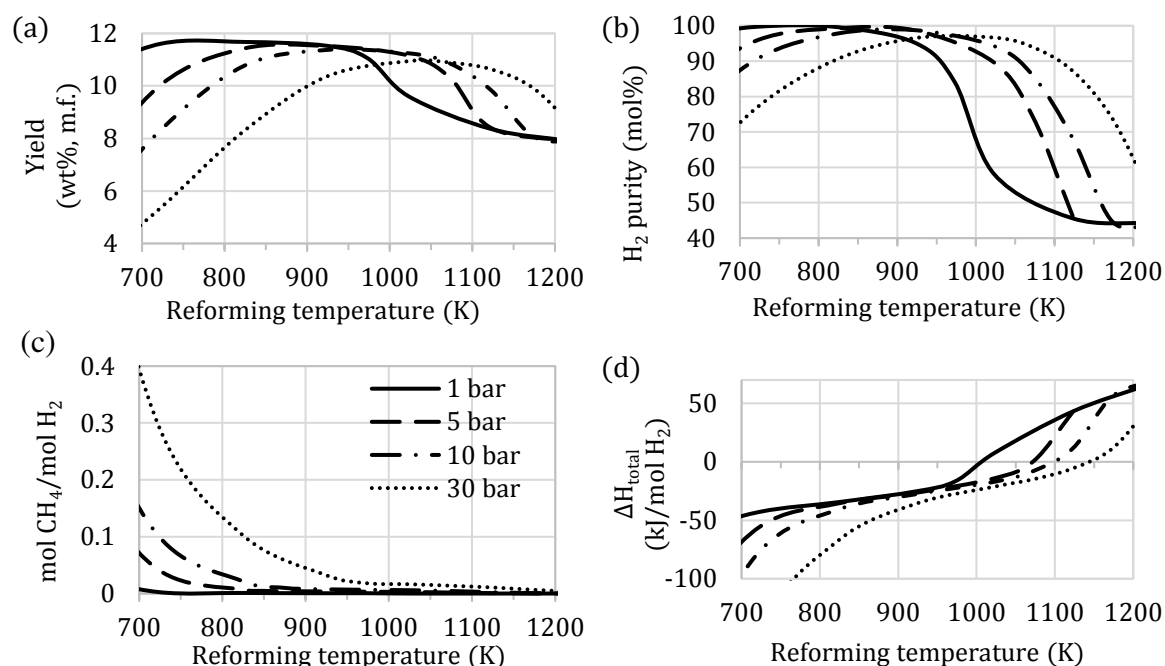 (a)
Yield
(wt%, m.f.)
12
10
8
6
4
700 800 900 1000 1100 1200
Reforming temperature (K)
(b)
H₂ purity (mol%)
100
90
80
70
60
50
40
700 800 900 1000 1100 1200
Reforming temperature (K)
(c)
mol CH₄/mol H₂
0.4
0.3
0.2
0.1
0
1 bar
5 bar
10 bar
30 bar
700 800 900 1000 1100 1200
Reforming temperature (K)
(d)
ΔH_total
(kJ/mol H₂)
50
0
-50
-100
700 800 900 1000 1100 1200
Reforming temperature (K)